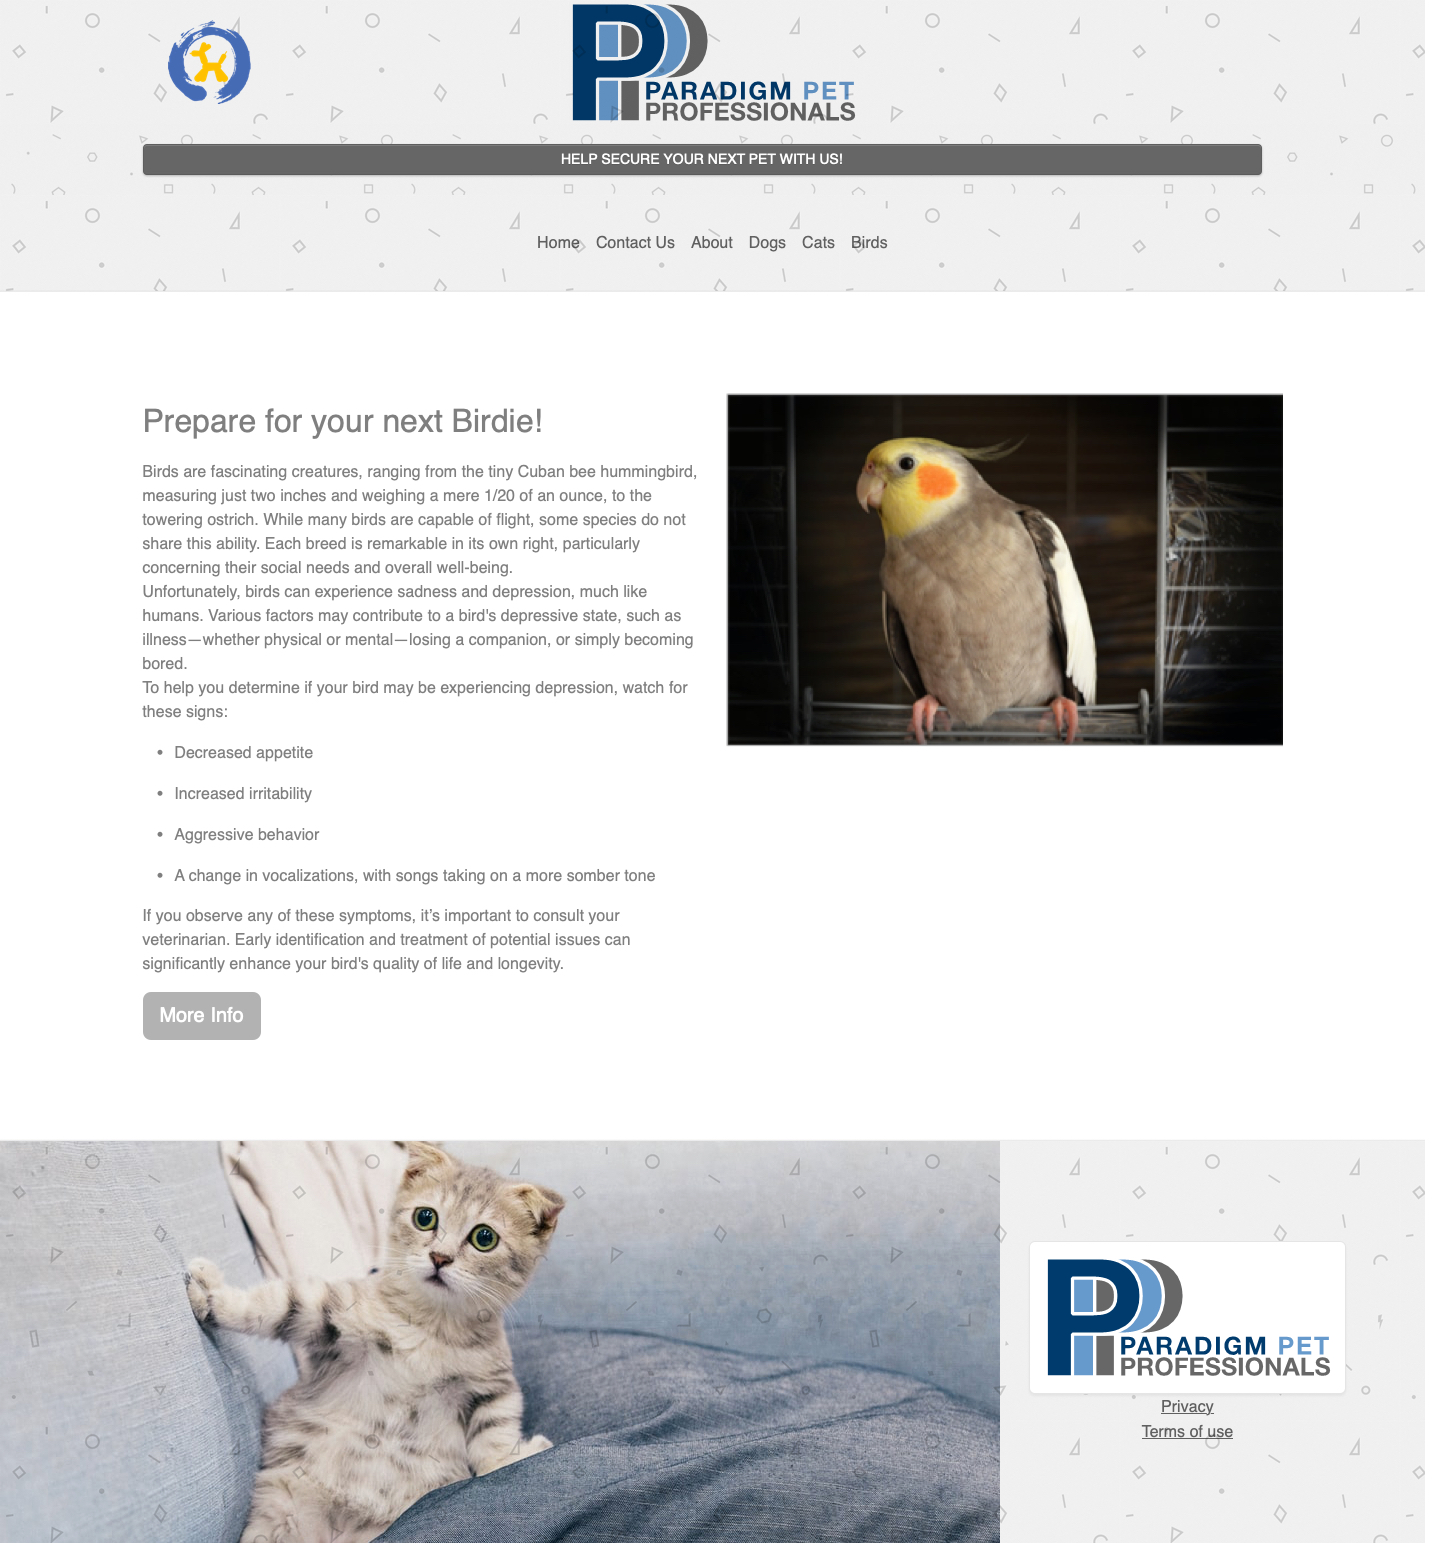 PARADIGM PET
PROFESSIONALS
HELP SECURE YOUR NEXT PET WITH US!
Home Contact Us About Dogs Cats Birds
Prepare for your next Birdie!
Birds are fascinating creatures, ranging from the tiny Cuban bee hummingbird,
measuring just two inches and weighing a mere 1/20 of an ounce, to the
towering ostrich. While many birds are capable of flight, some species do not
share this ability. Each breed is remarkable in its own right, particularly
concerning their social needs and overall well-being.
Unfortunately, birds can experience sadness and depression, much like
humans. Various factors may contribute to a bird's depressive state, such as
illness—whether physical or mental—losing a companion, or simply becoming
bored.
To help you determine if your bird may be experiencing depression, watch for
these signs:
• Decreased appetite
• Increased irritability
• Aggressive behavior
• A change in vocalizations, with songs taking on a more somber tone
If you observe any of these symptoms, it’s important to consult your
veterinarian. Early identification and treatment of potential issues can
significantly enhance your bird's quality of life and longevity.
More Info
PARADIGM PET
PROFESSIONALS
Privacy
Terms of use